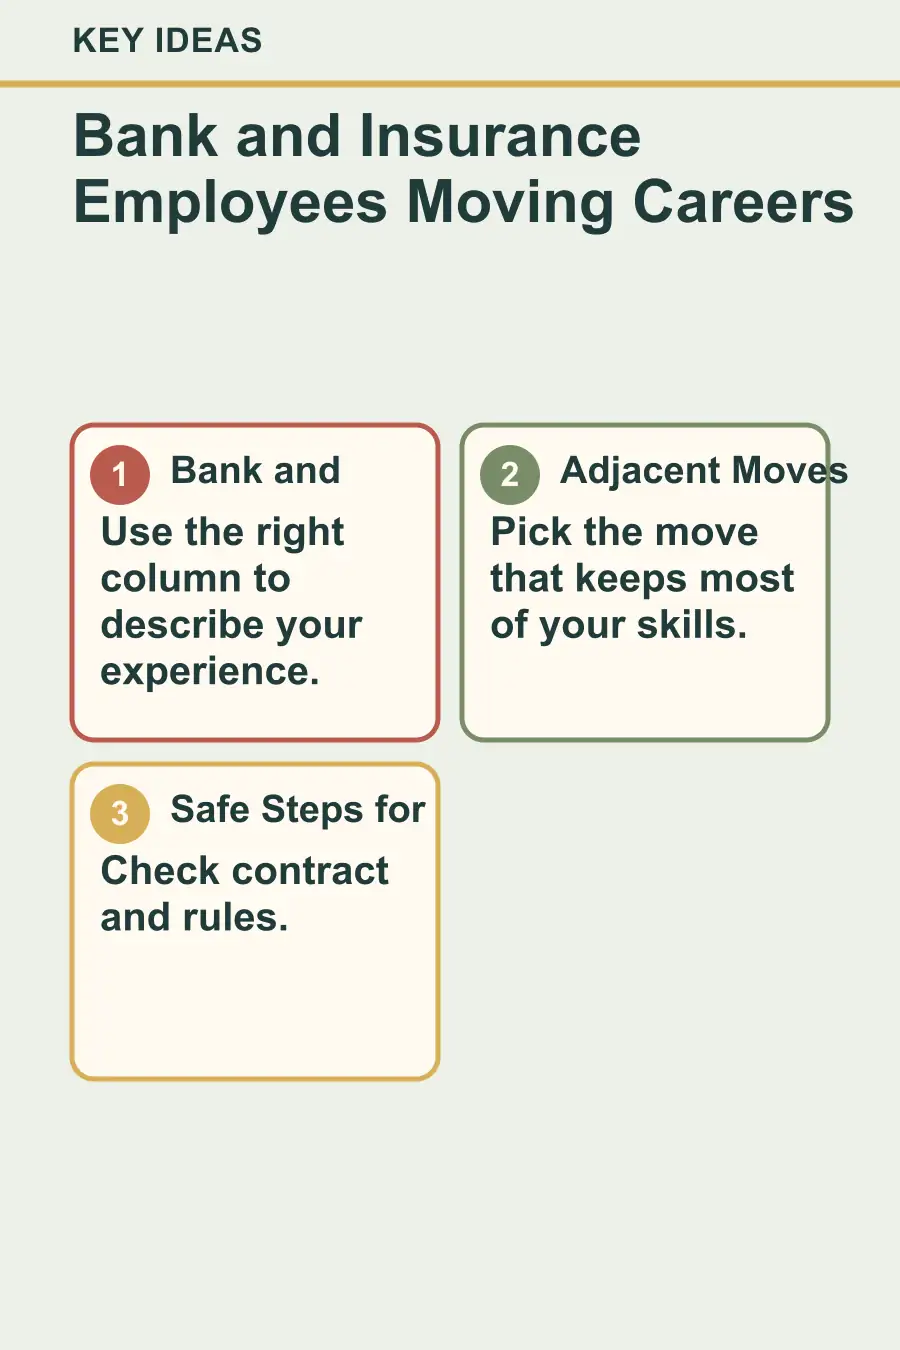 KEY IDEAS
Bank and Insurance
Employees Moving Careers
1
Bank and
Use the right
column to
describe your
experience.
2
Adjacent Moves
Pick the move
that keeps most
of your skills.
3
Safe Steps for
Check contract
and rules.